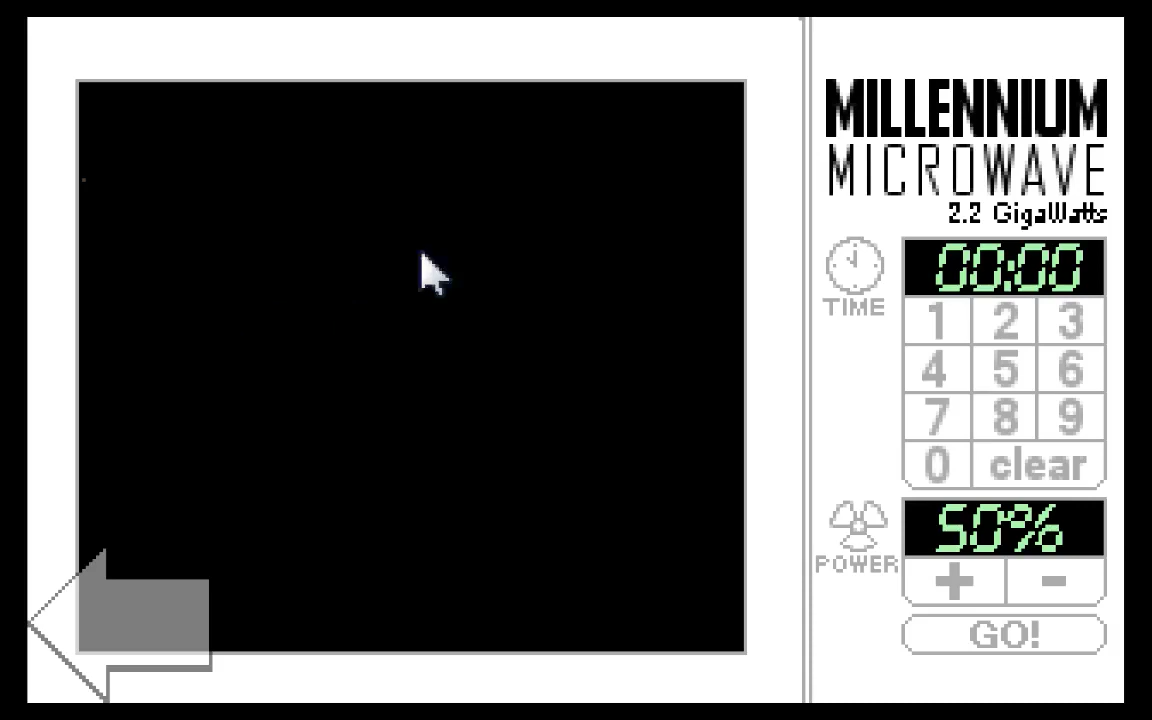 MILLENNIUM
MICROWAVE
2.2 GigaWatts
00:00
TIME
1 2 3
4 5 6
7 8 9
0 clear
50%
POWER
+ -
GO!